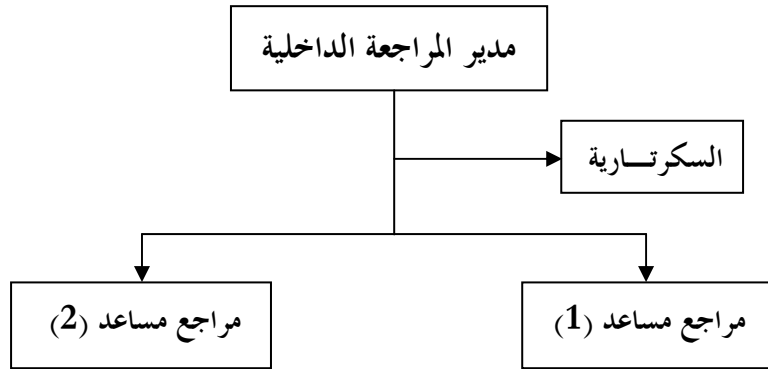 مدير المراجعة الداخلية
السكرتـــارية
مراجع مساعد (1)
مراجع مساعد (2)